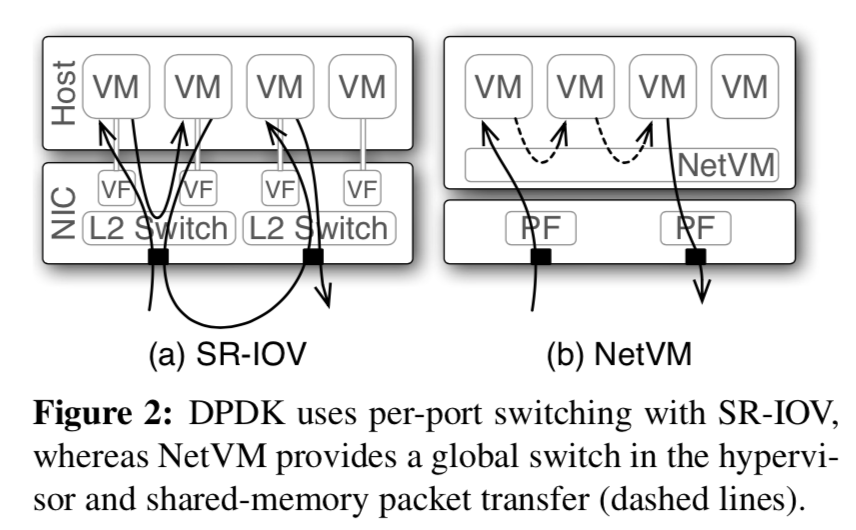 Host
VM VM VM VM
NIC
VF VF VF VF
L2 Switch L2 Switch
(a) SR-IOV
VM VM VM VM
NetVM
PF PF
(b) NetVM
Figure 2: DPDK uses per-port switching with SR-IOV,
whereas NetVM provides a global switch in the hypervi-
sor and shared-memory packet transfer (dashed lines).